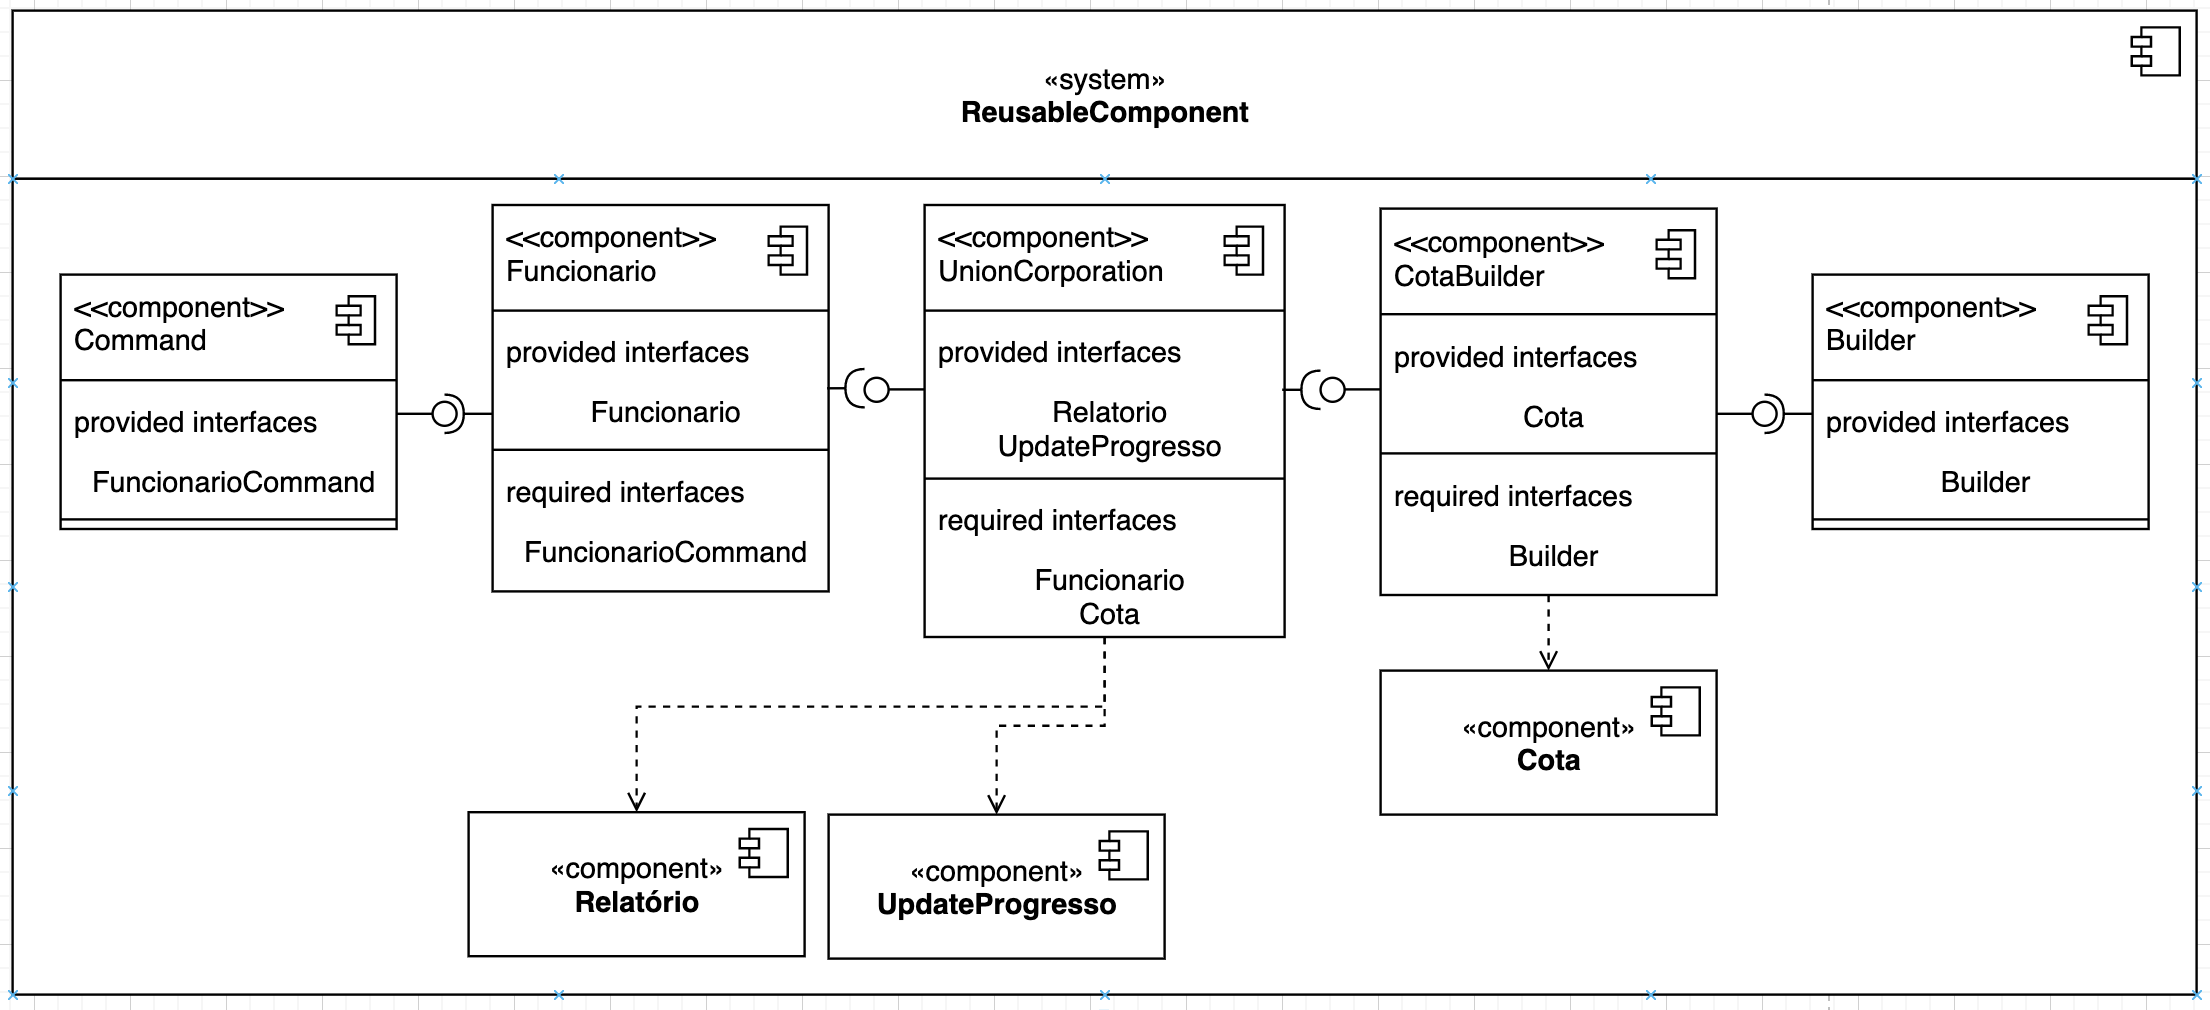 «system»
ReusableComponent
<<component>>
Command
provided interfaces
FuncionarioCommand
<<component>>
Funcionario
provided interfaces
Funcionario
required interfaces
FuncionarioCommand
<<component>>
UnionCorporation
provided interfaces
Relatorio
UpdateProgresso
required interfaces
Funcionario
Cota
<<component>>
CotaBuilder
provided interfaces
Cota
required interfaces
Builder
<<component>>
Builder
provided interfaces
Builder
«component»
Cota
«component»
Relatório
«component»
UpdateProgresso